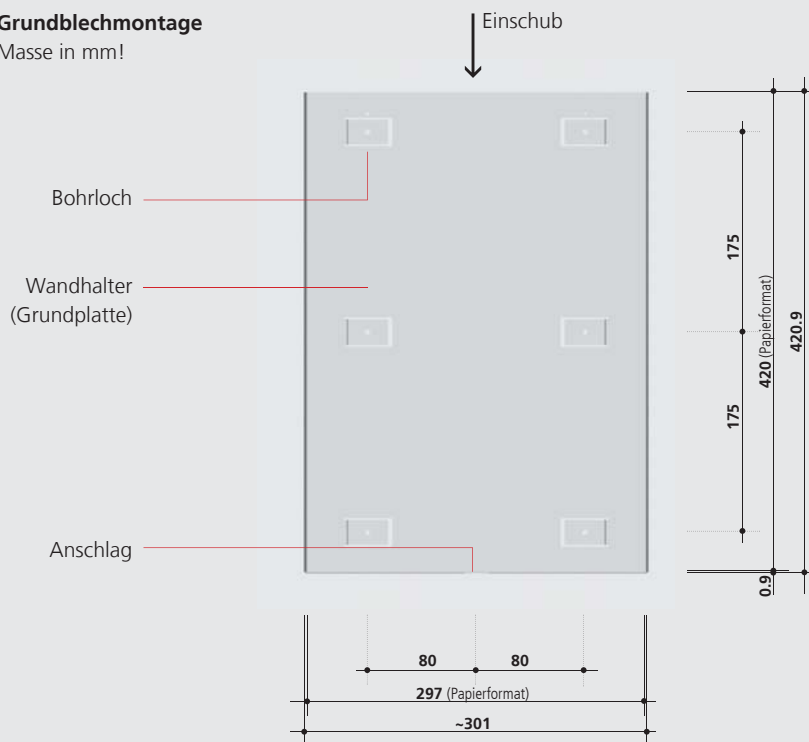 Grundblechmontage
Masse in mm!
Einschub
Bohrloch
Wandhalter
(Grundplatte)
Anschlag
175
175
420 (Papierformat)
420.9
0.9
80
80
297 (Papierformat)
~301